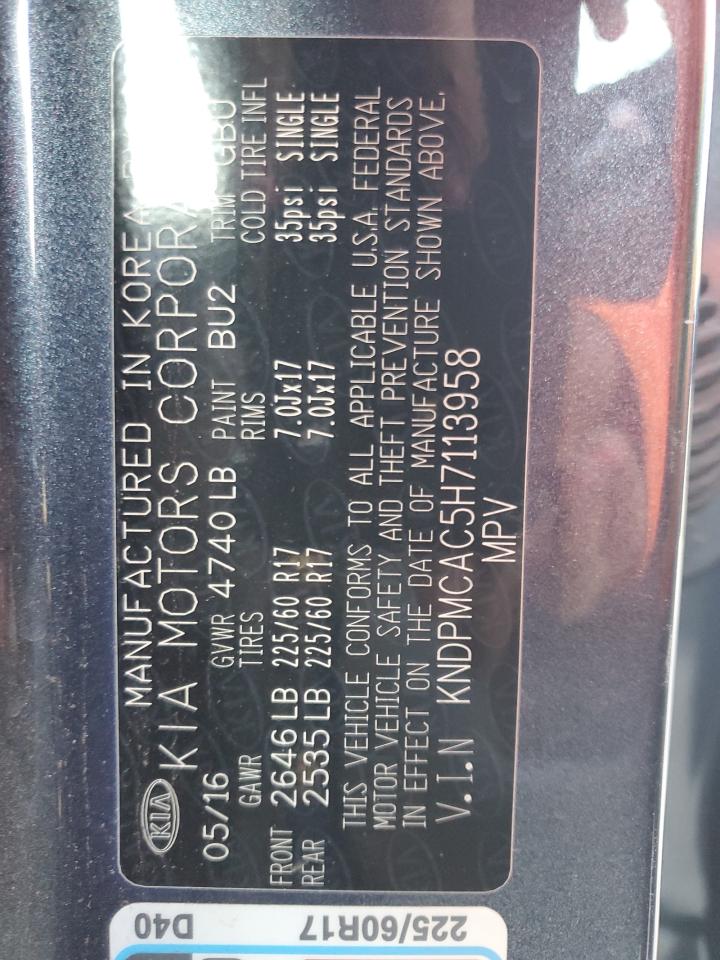 MANUFACTURED IN KOREA
KIA KIA MOTORS
05/16 GVWR 4740 LB PAINT BU2 TRIM GBU
GAWR TIRES RIMS COLD TIRE INFL
FRONT 2646 LB 225/60 R17 7.0Jx17 35psi SINGLE
REAR 2535 LB 225/60 R17 7.0Jx17 35psi SINGLE
THIS VEHICLE CONFORMS TO ALL APPLICABLE U.S.A. FEDERAL
MOTOR VEHICLE SAFETY AND THEFT PREVENTION STANDARDS
IN EFFECT ON THE DATE OF MANUFACTURE SHOWN ABOVE.
V.I.N KNDPMCAC5H7113958
MPV
225/60R17 D40